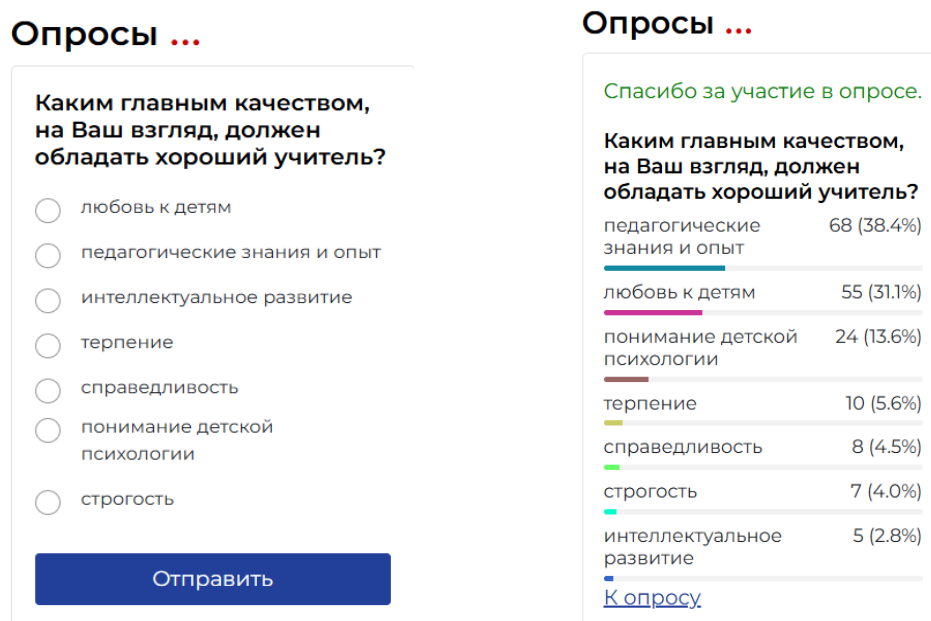 Опросы ...
Каким главным качеством,
на Ваш взгляд, должен
обладать хороший учитель?
любовь к детям
педагогические знания и опыт
интеллектуальное развитие
терпение
справедливость
понимание детской
психологии
строгость
Отправить
Опросы ...
Спасибо за участие в опросе.
Каким главным качеством,
на Ваш взгляд, должен
обладать хороший учитель?
педагогические 68 (38.4%)
знания и опыт
любовь к детям 55 (31.1%)
понимание детской 24 (13.6%)
психологии
терпение 10 (5.6%)
справедливость 8 (4.5%)
строгость 7 (4.0%)
интеллектуальное 5 (2.8%)
развитие
К опросу